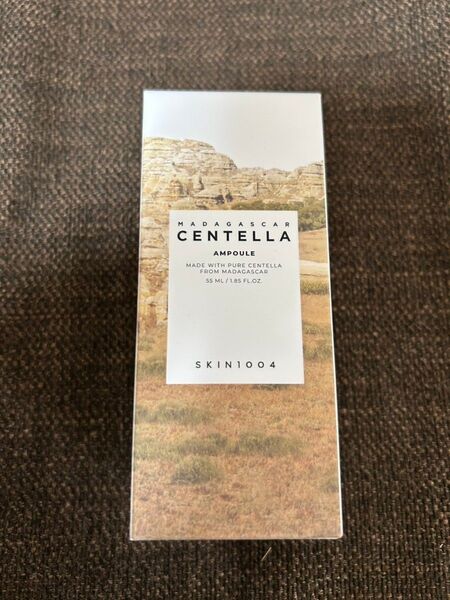 MADAGASCAR
CENTELLA
AMPOULE
MADE WITH PURE CENTELLA
FROM MADAGASCAR
55 ML / 1.85 FL.OZ.
SKIN1004